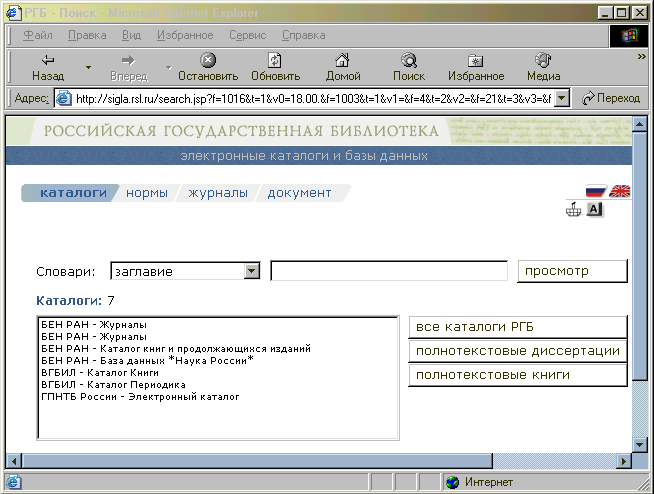 РГБ - Поиск - Microsoft Internet Explorer
Файл Правка Вид Избранное Сервис Справка
Назад Вперед Остановить Обновить Домой Поиск Избранное Медиа »
Адрес: http://sigla.rsl.ru/search.jsp?f=1016&t=1&v0=18.00.&f=1003&t=1&v1=&f=4&t=2&v2=&f=21&t=3&v3=&f Переход
РОССИЙСКАЯ ГОСУДАРСТВЕННАЯ БИБЛИОТЕКА
электронные каталоги и базы данных
каталоги нормы журналы документ
A
Словари: заглавие просмотр
Каталоги: 7
БЕН РАН - Журналы
БЕН РАН - Журналы
БЕН РАН - Каталог книг и продолжающихся изданий
БЕН РАН - База данных *Наука России*
ВГБИЛ - Каталог Книги
ВГБИЛ - Каталог Периодика
ГПНТБ России - Электронный каталог
все каталоги РГБ
полнотекстовые диссертации
полнотекстовые книги
Интернет